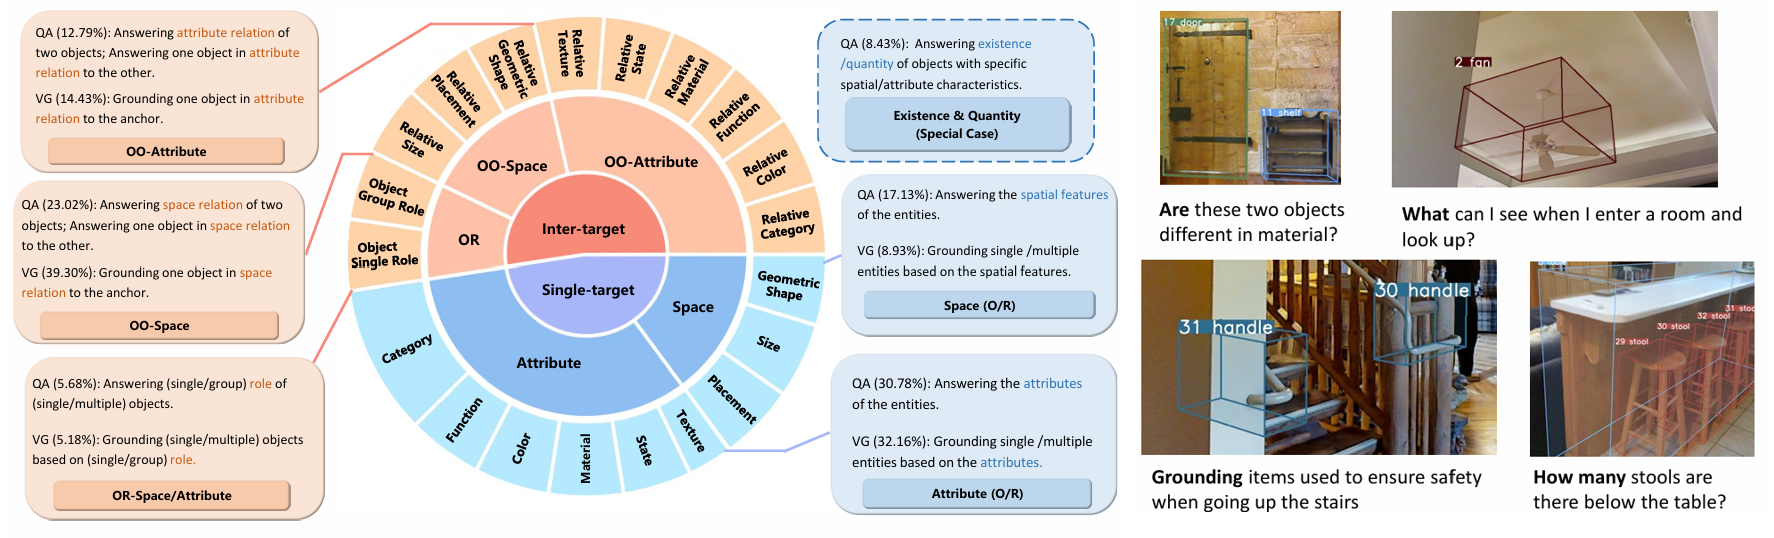 QA (12.79%): Answering attribute relation of
two objects; Answering one object in attribute
relation to the other.
VG (14.43%): Grounding one object in attribute
relation to the anchor.
OO-Attribute
QA (23.02%): Answering space relation of two
objects; Answering one object in space relation
to the other.
VG (39.30%): Grounding one object in space
relation to the anchor.
OO-Space
QA (5.68%): Answering (single/group) role of
(single/multiple) objects.
VG (5.18%): Grounding (single/multiple) objects
based on (single/group) role.
OR-Space/Attribute
Object
Single Role
Object
Group Role
Relative
Size
Relative
Placement
Relative
Geometric
Shape
Relative
Texture
Relative
State
Relative
Material
Relative
Function
Relative
Color
Relative
Category
OO-Space
OO-Attribute
OR
Inter-target
Single-target
Space
Attribute
Geometric
Shape
Size
Placement
Texture
State
Material
Color
Function
Category
QA (8.43%): Answering existence
/quantity of objects with specific
spatial/attribute characteristics.
Existence & Quantity
(Special Case)
QA (17.13%): Answering the spatial features
of the entities.
VG (8.93%): Grounding single /multiple
entities based on the spatial features.
Space (O/R)
QA (30.78%): Answering the attributes
of the entities.
VG (32.16%): Grounding single /multiple
entities based on the attributes.
Attribute (O/R)
17 door
11 shelf
Are these two objects
different in material?
2 fan
What can I see when I enter a room and
look up?
31 handle
30 handle
Grounding items used to ensure safety
when going up the stairs
29 stool
30 stool
32 stool
31 stoo
How many stools are
there below the table?